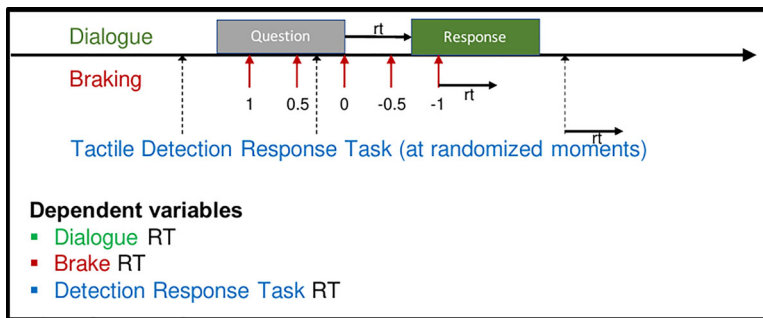 Dialogue
Question
rt
Response
Braking
1
0.5
0
-0.5
-1
rt
rt
Tactile Detection Response Task (at randomized moments)
Dependent variables
▪ Dialogue RT
▪ Brake RT
▪ Detection Response Task RT